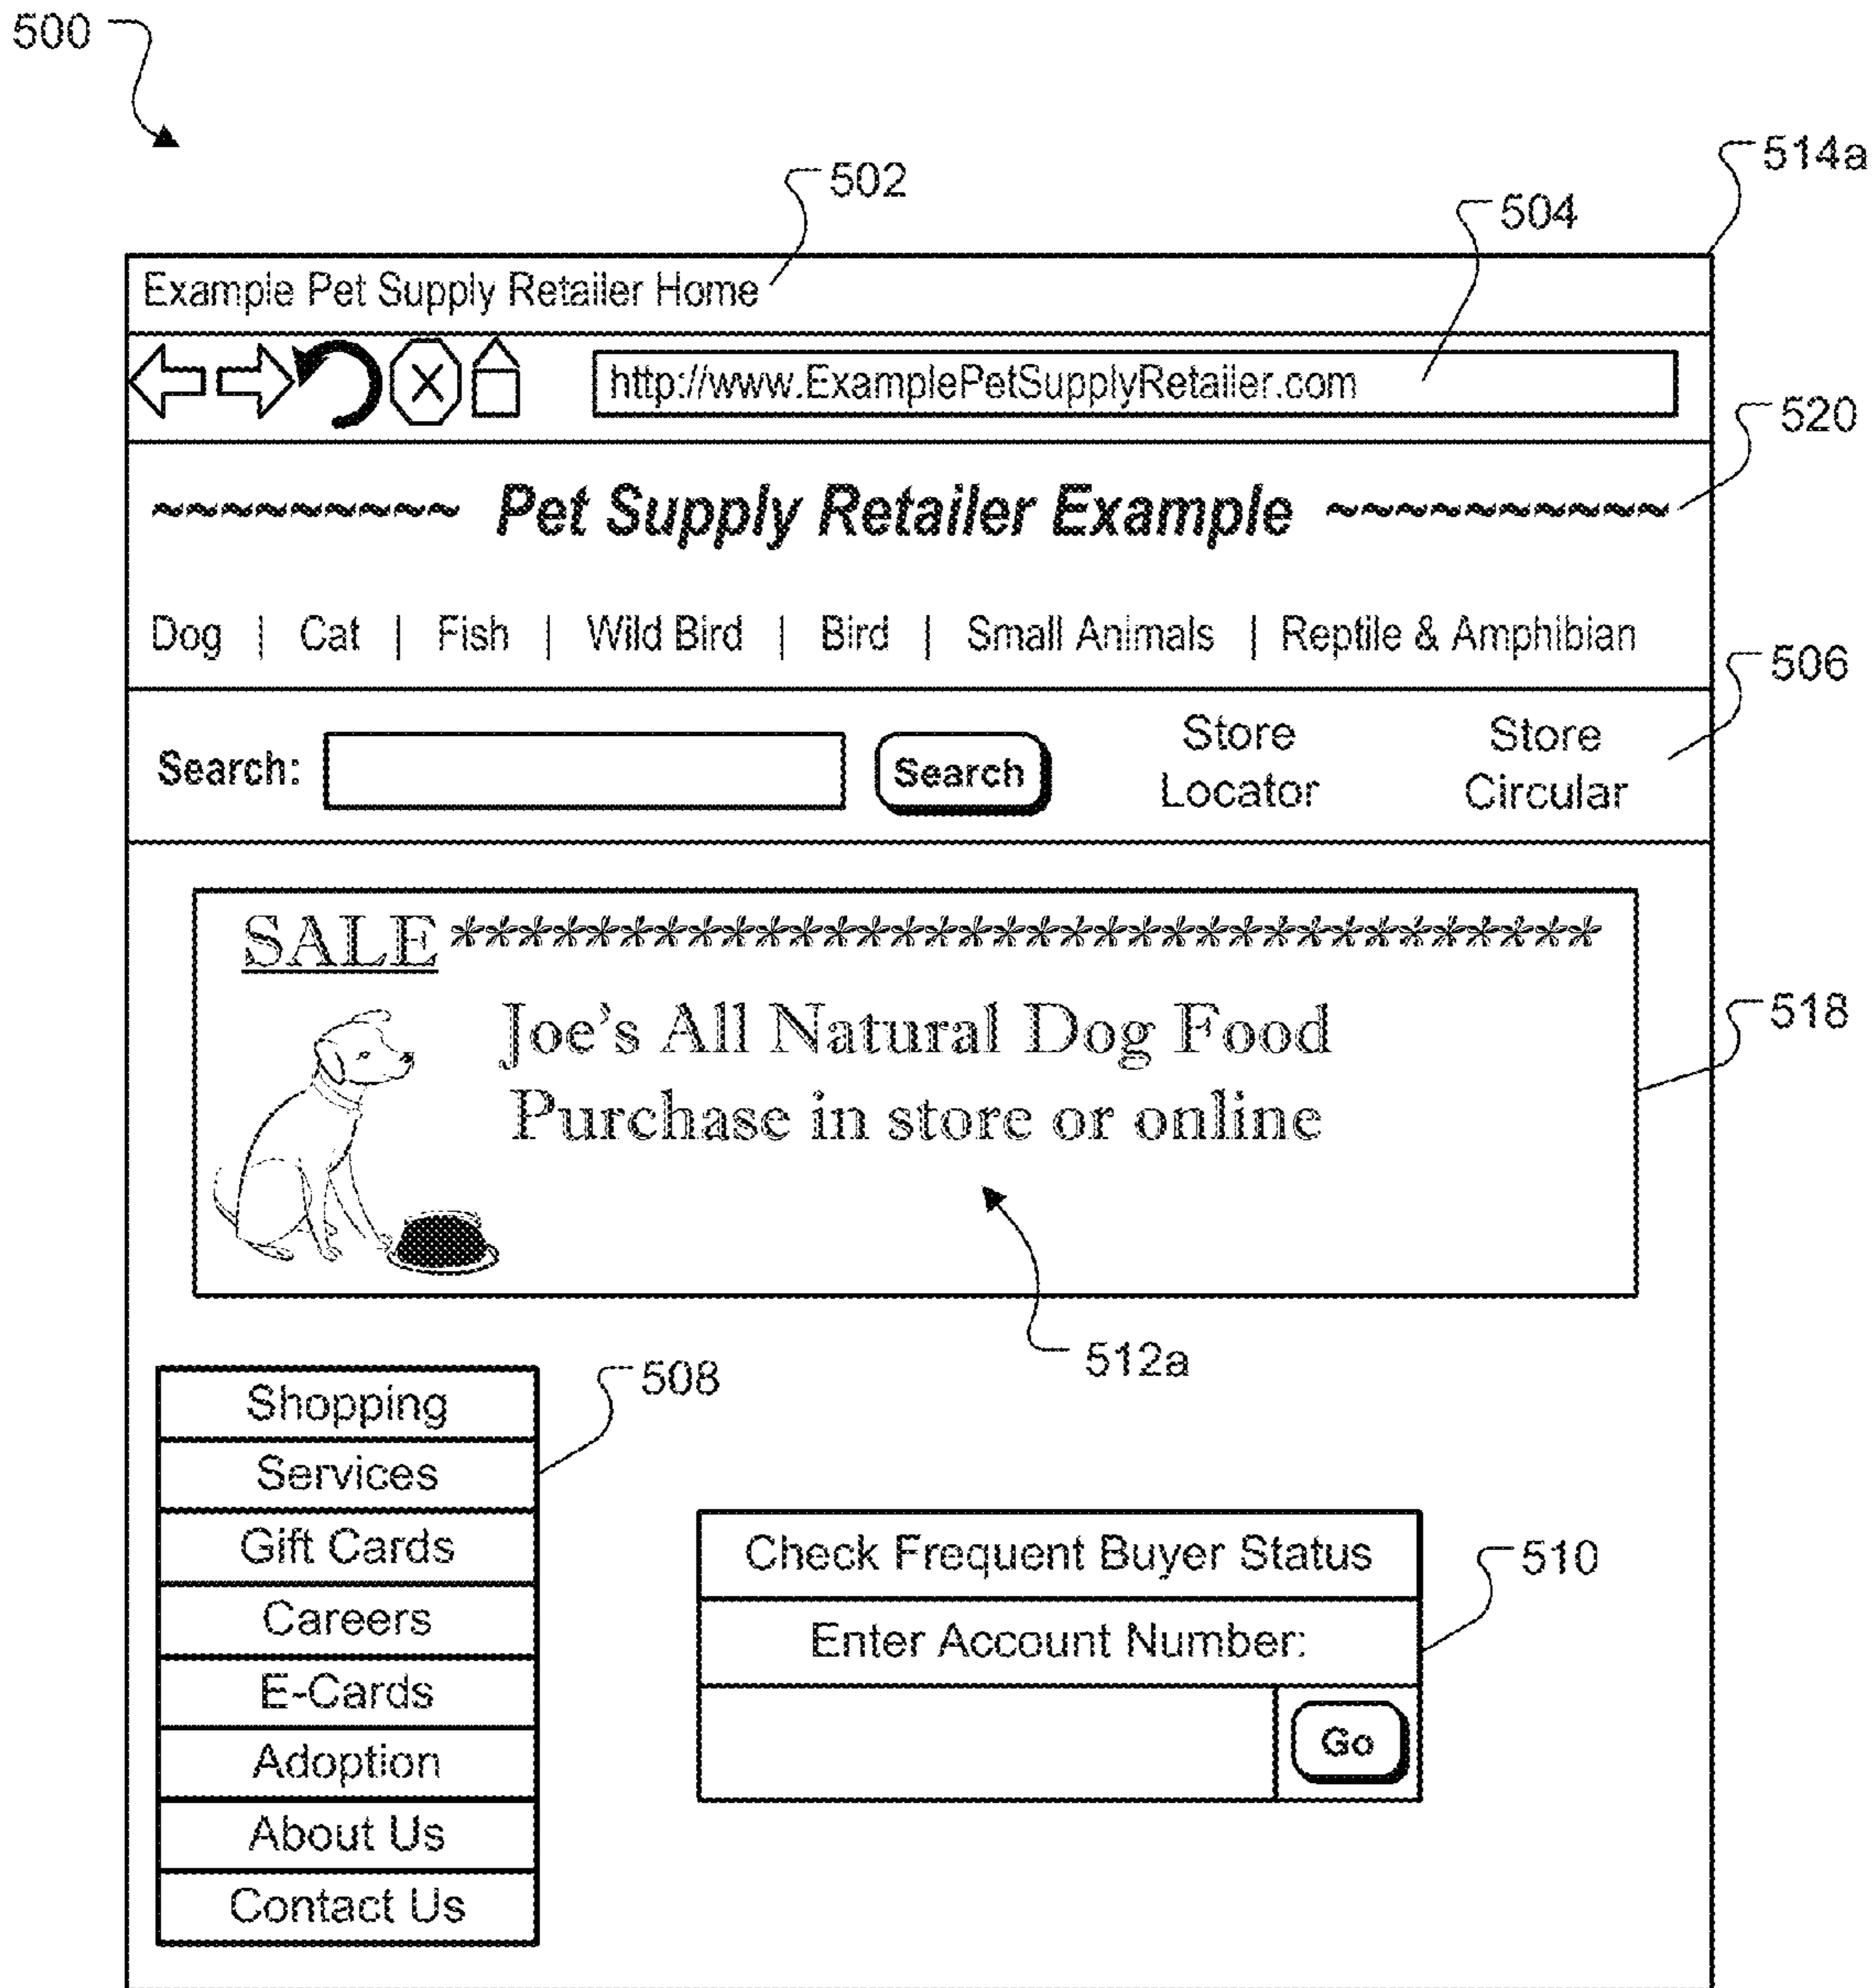 500
514a
502
504
Example Pet Supply Retailer Home
http://www.ExamplePetSupplyRetailer.com
520
~~~~~~~~~ Pet Supply Retailer Example ~~~~~~~~~~
Dog | Cat | Fish | Wild Bird | Bird | Small Animals | Reptile & Amphibian
506
Search:
Search
Store
Locator
Store
Circular
SALE **********************************
Joe's All Natural Dog Food
Purchase in store or online
518
512a
508
Shopping
Services
Gift Cards
Careers
E-Cards
Adoption
About Us
Contact Us
Check Frequent Buyer Status
510
Enter Account Number:
Go